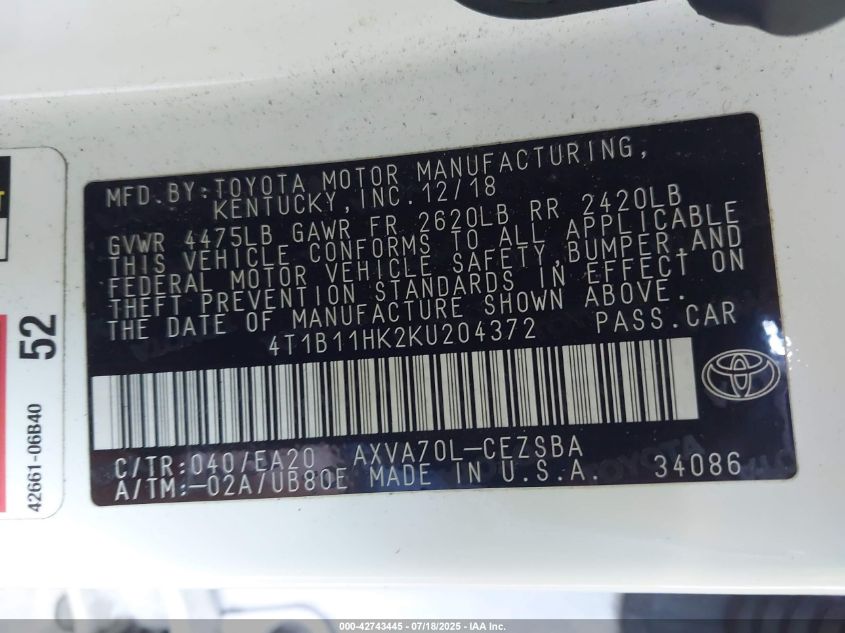 MFD. BY: TOYOTA MOTOR MANUFACTURING,
KENTUCKY, INC. 12/18
GVWR 4475LB GAWR FR 2620LB RR 2420LB
THIS VEHICLE CONFORMS TO ALL APPLICABLE
FEDERAL MOTOR VEHICLE SAFETY, BUMPER, AND
THEFT PREVENTION STANDARDS IN EFFECT ON
THE DATE OF MANUFACTURE SHOWN ABOVE.
4T1B11HK2KU204372 PASS. CAR
C/TR: 040/EA20 AXVA70L-CEZSBA
A/TM: -02A/UB80E MADE IN U.S.A. 34086
52
42661-06B40
000-42743445 - 07/18/2025 - IAA Inc.